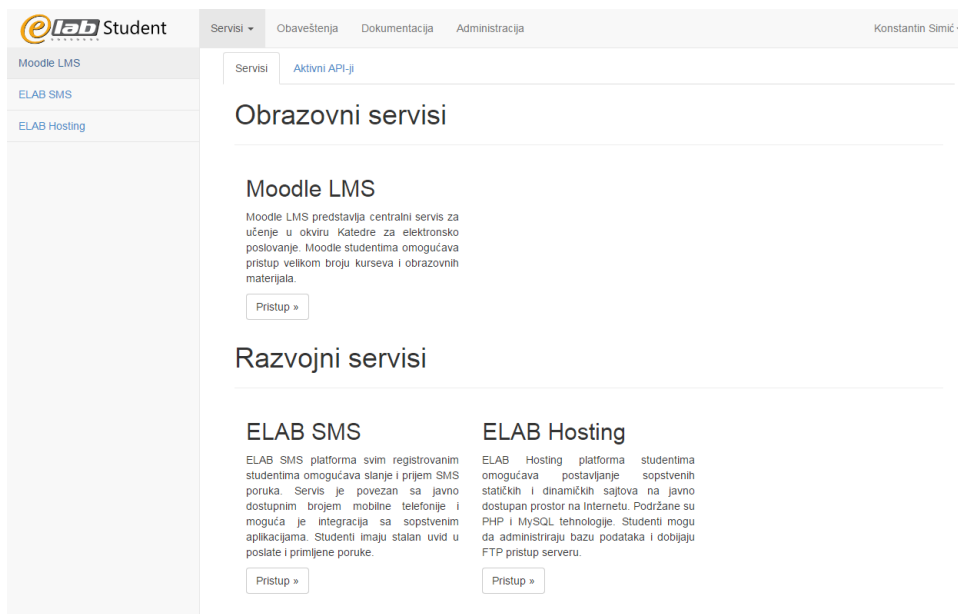 elab Student
Servisi
Obaveštenja
Dokumentacija
Administracija
Konstantin Simić
Moodle LMS
ELAB SMS
ELAB Hosting
Servisi
Aktivni API-ji
Obrazovni servisi
Moodle LMS
Moodle LMS predstavlja centralni servis za
učenje u okviru Katedre za elektronsko
poslovanje. Moodle studentima omogućava
pristup velikom broju kurseva i obrazovnih
materijala.
Pristup »
Razvojni servisi
ELAB SMS
ELAB SMS platforma svim registrovanim
studentima omogućava slanje i prijem SMS
poruka. Servis je povezan sa javno
dostupnim brojem mobilne telefonije i
moguća je integracija sa sopstvenim
aplikacijama. Studenti imaju stalan uvid u
poslate i primljene poruke.
Pristup »
ELAB Hosting
ELAB Hosting platforma studentima
omogućava postavljanje sopstvenih
statičkih i dinamičkih sajtova na javno
dostupan prostor na Internetu. Podržane su
PHP i MySQL tehnologije. Studenti mogu
da administriraju bazu podataka i dobijaju
FTP pristup serveru.
Pristup »